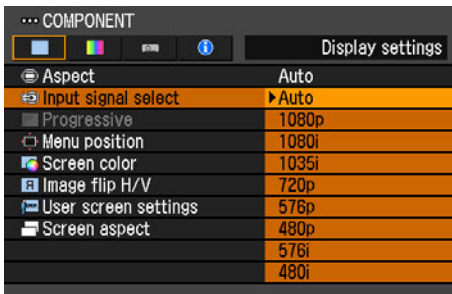 ••• COMPONENT
Display settings
Aspect Auto
Input signal select ▶Auto
Progressive 1080p
Menu position 1080i
Screen color 1035i
Image flip H/V 720p
User screen settings 576p
Screen aspect 480p
576i
480i